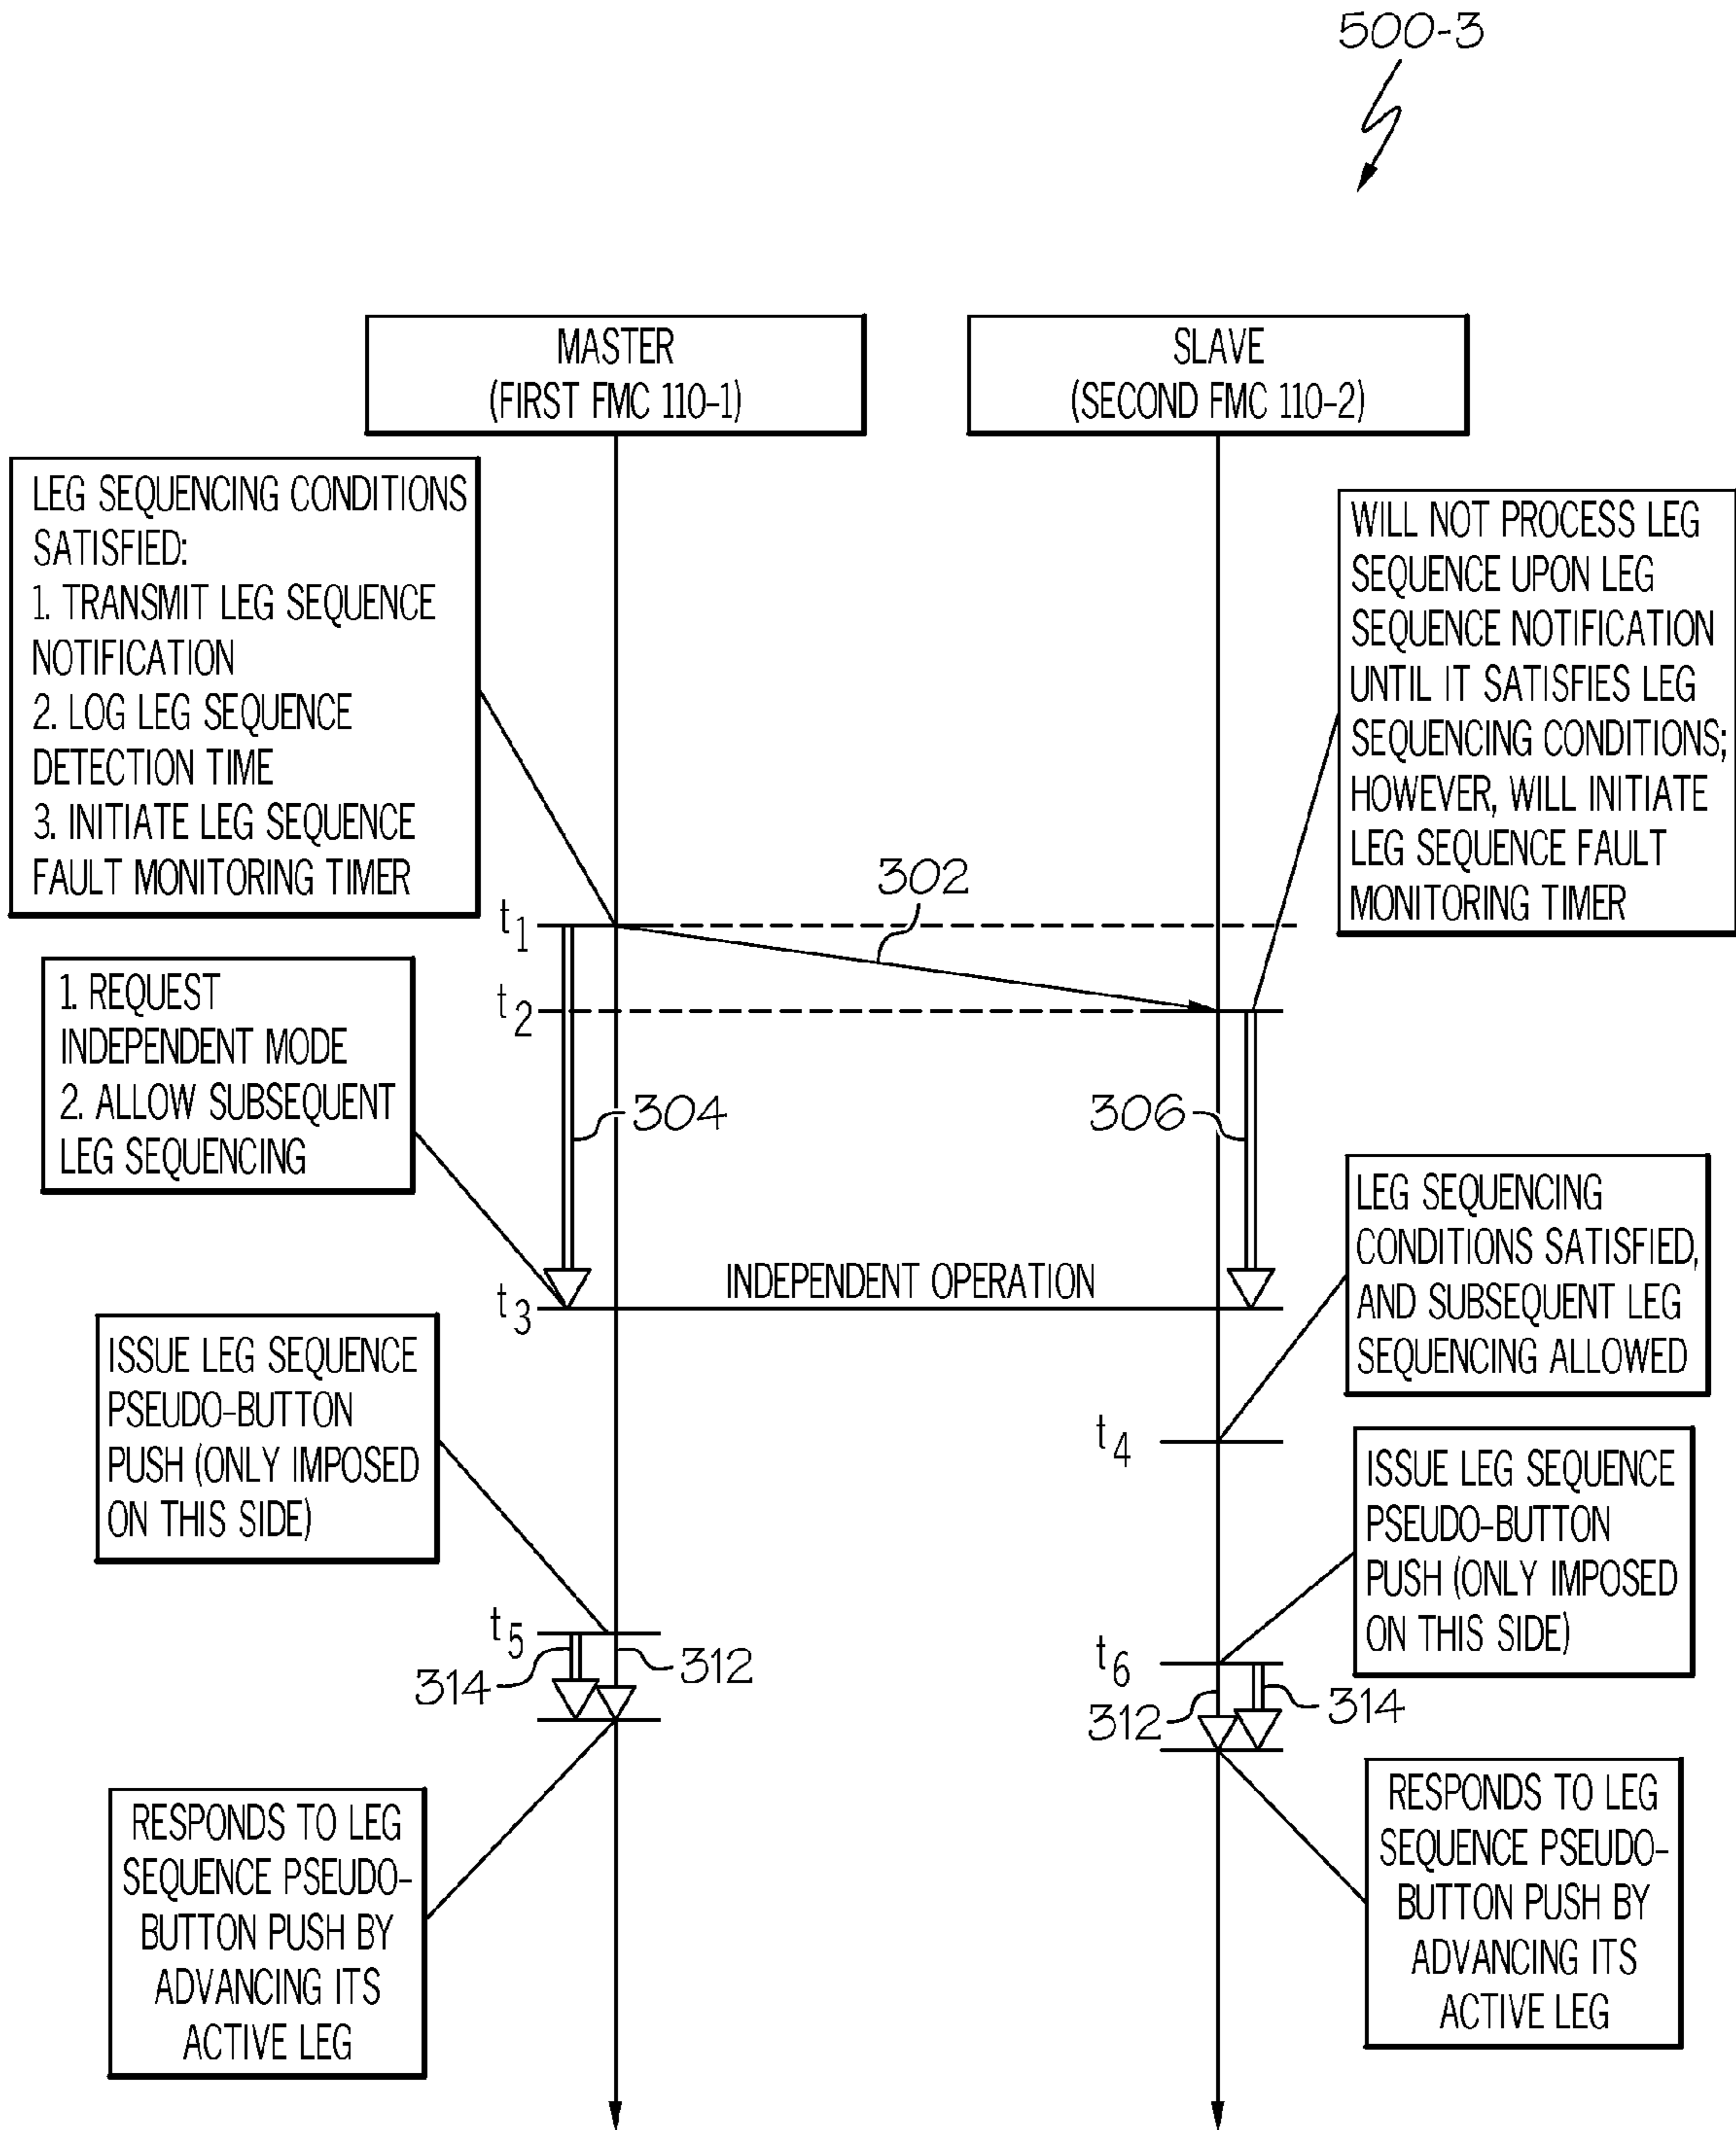 500-3
MASTER
(FIRST FMC 110-1)
SLAVE
(SECOND FMC 110-2)
LEG SEQUENCING CONDITIONS
SATISFIED:
1. TRANSMIT LEG SEQUENCE
NOTIFICATION
2. LOG LEG SEQUENCE
DETECTION TIME
3. INITIATE LEG SEQUENCE
FAULT MONITORING TIMER
WILL NOT PROCESS LEG
SEQUENCE UPON LEG
SEQUENCE NOTIFICATION
UNTIL IT SATISFIES LEG
SEQUENCING CONDITIONS;
HOWEVER, WILL INITIATE
LEG SEQUENCE FAULT
MONITORING TIMER
302
t1
t2
1. REQUEST
INDEPENDENT MODE
2. ALLOW SUBSEQUENT
LEG SEQUENCING
304
306
INDEPENDENT OPERATION
t3
LEG SEQUENCING
CONDITIONS SATISFIED,
AND SUBSEQUENT LEG
SEQUENCING ALLOWED
ISSUE LEG SEQUENCE
PSEUDO-BUTTON
PUSH (ONLY IMPOSED
ON THIS SIDE)
t4
ISSUE LEG SEQUENCE
PSEUDO-BUTTON
PUSH (ONLY IMPOSED
ON THIS SIDE)
t5
314
312
t6
312
314
RESPONDS TO LEG
SEQUENCE PSEUDO-
BUTTON PUSH BY
ADVANCING ITS
ACTIVE LEG
RESPONDS TO LEG
SEQUENCE PSEUDO-
BUTTON PUSH BY
ADVANCING ITS
ACTIVE LEG